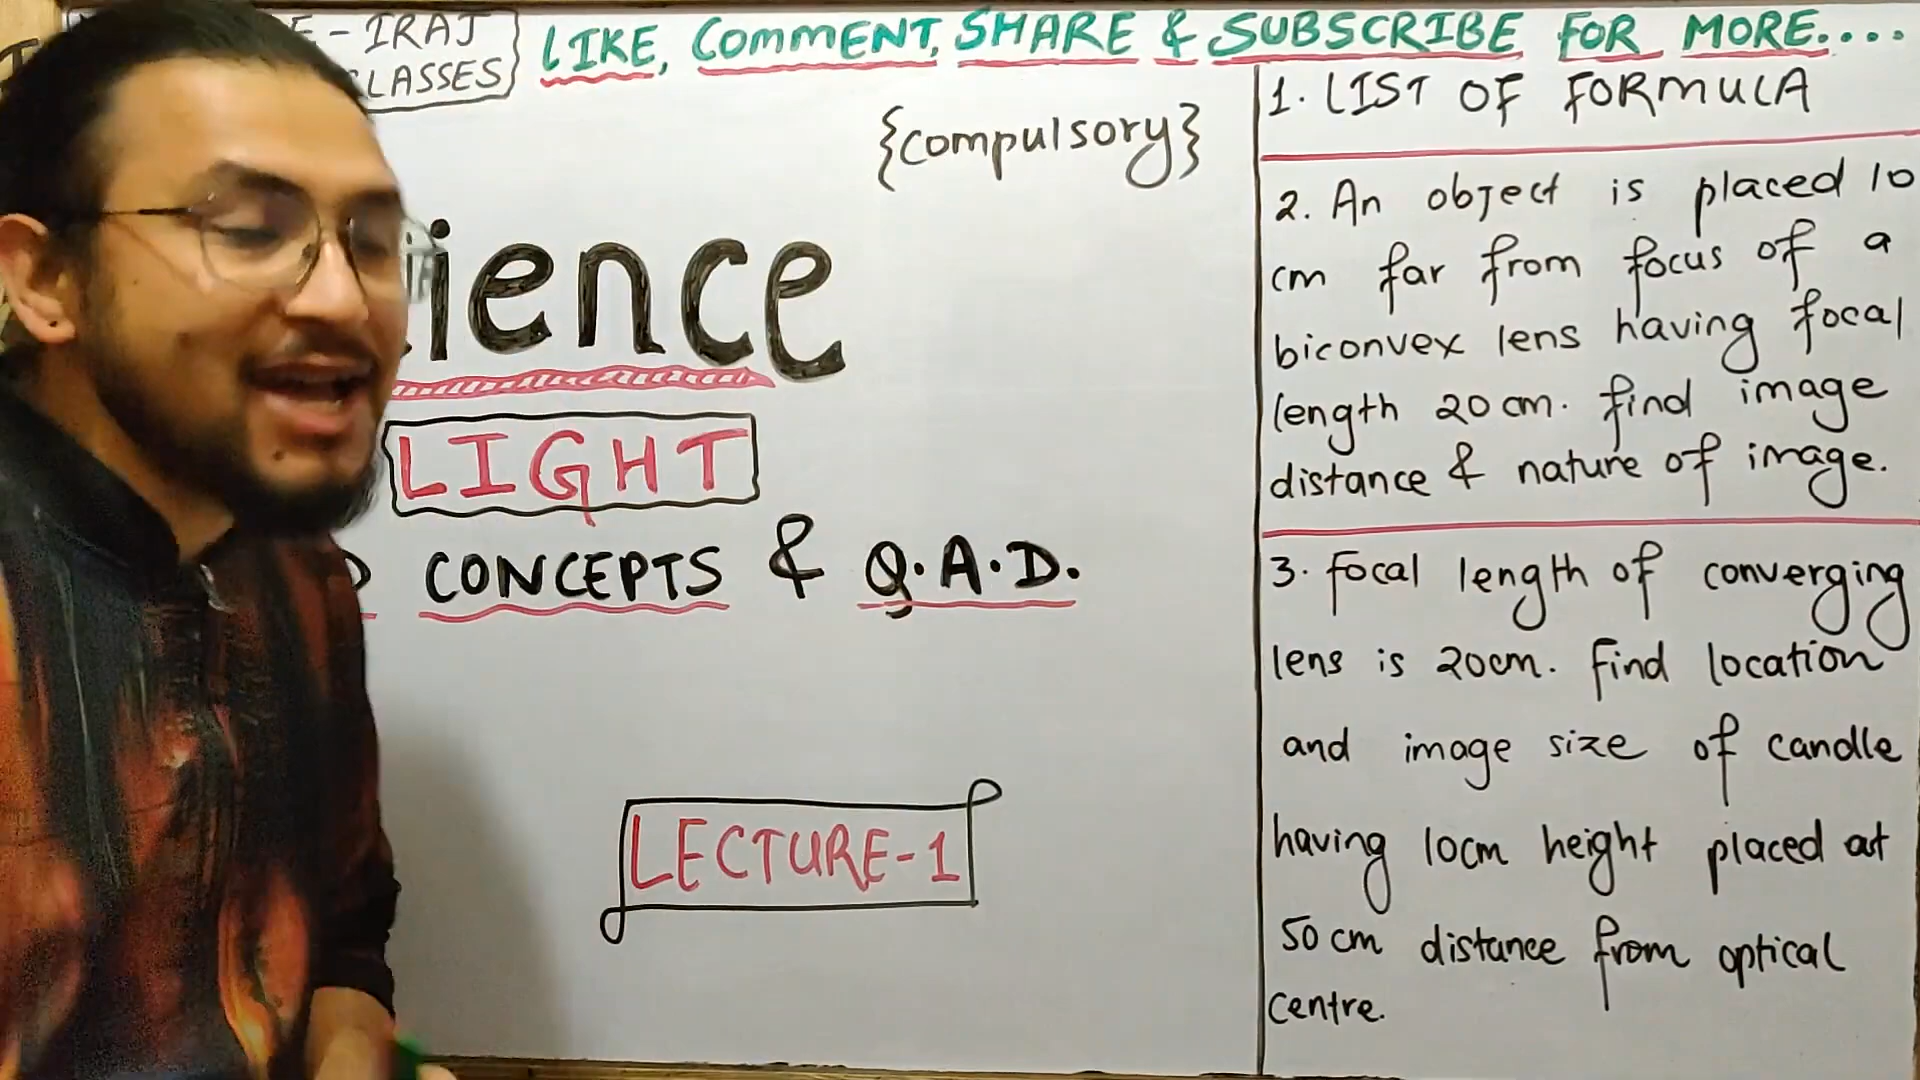 - IRAJ
CLASSES
LIKE, COMMENT, SHARE & SUBSCRIBE FOR MORE....
{compulsory}
ience
LIGHT
CONCEPTS & Q.A.D.
LECTURE-1
1. LIST OF FORMULA
2. An object is placed 10
cm far from focus of a
biconvex lens having focal
length 20 cm. find image
distance & nature of image.
3. Focal length of converging
lens is 20cm. Find location
and image size of candle
having 10cm height placed at
50 cm distance from optical
centre.